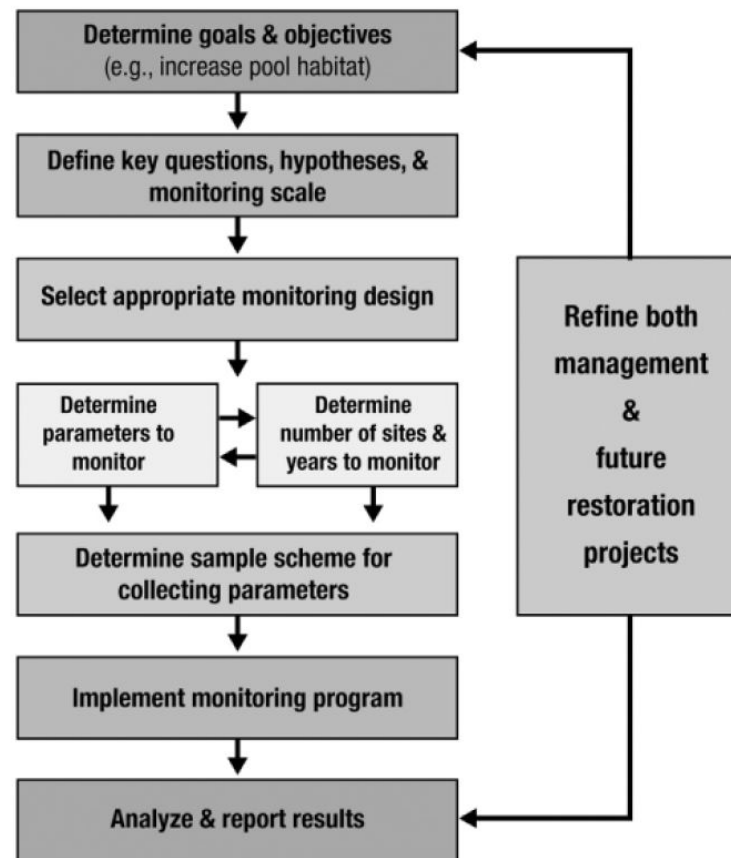 Determine goals & objectives
(e.g., increase pool habitat)
Define key questions, hypotheses, &
monitoring scale
Select appropriate monitoring design
Determine
parameters to
monitor
Determine
number of sites &
years to monitor
Determine sample scheme for
collecting parameters
Implement monitoring program
Analyze & report results
Refine both
management
&
future
restoration
projects